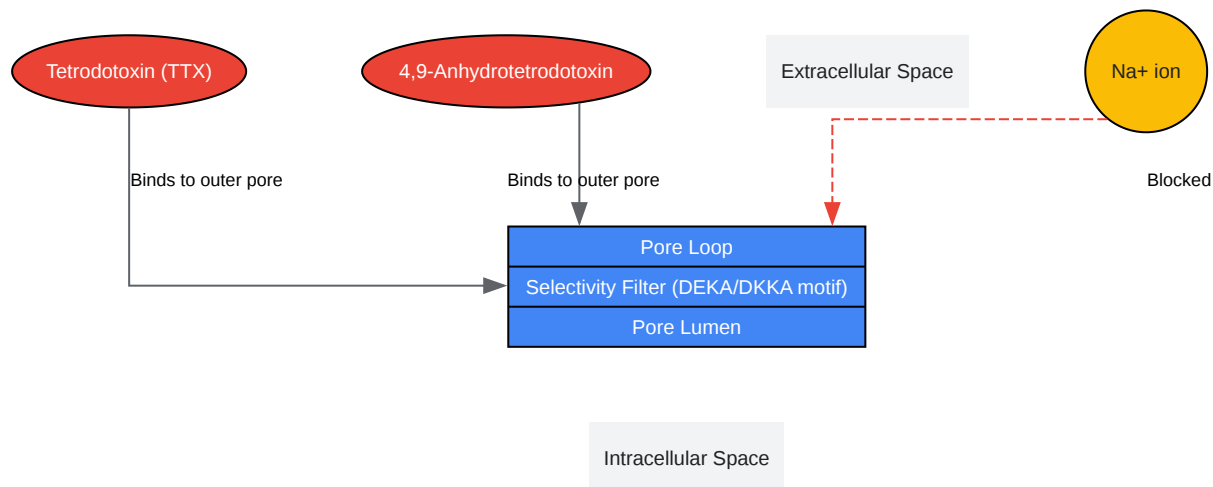 Tetrodotoxin (TTX)
4,9-Anhydrotetrodotoxin
Extracellular Space
Na+ ion
Binds to outer pore
Binds to outer pore
Blocked
Pore Loop
Selectivity Filter (DEKA/DKKA motif)
Pore Lumen
Intracellular Space